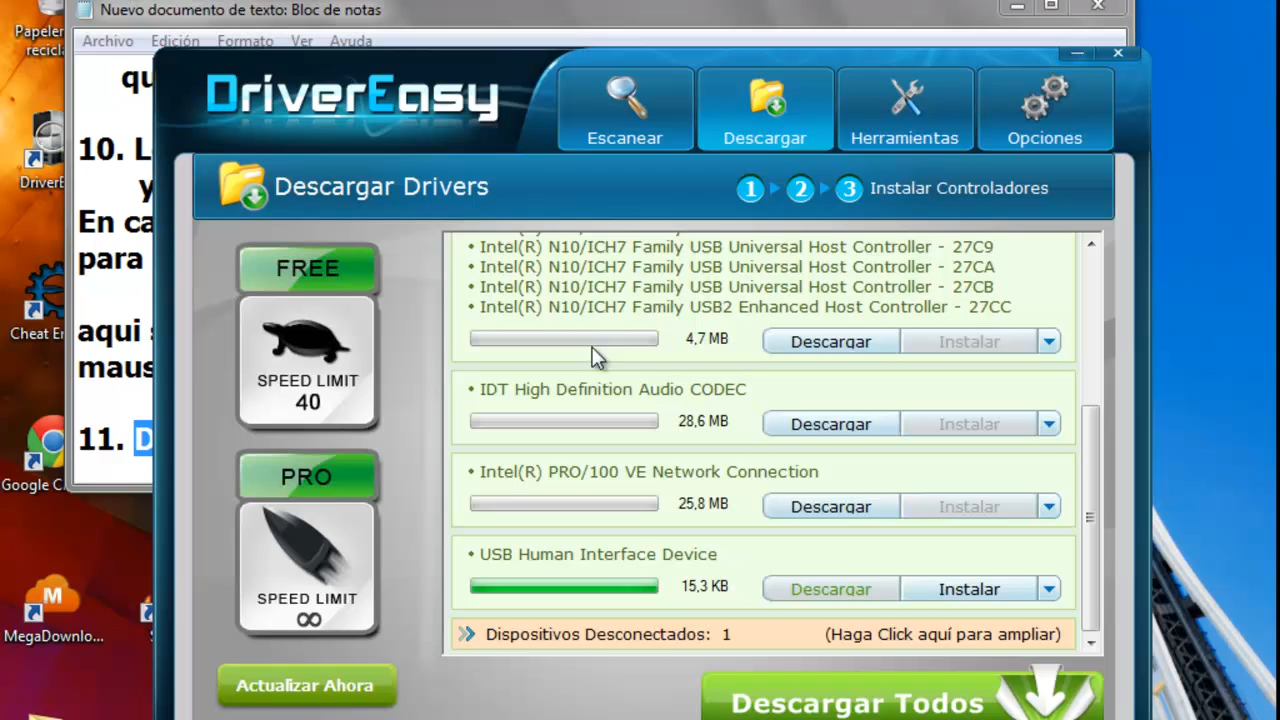 Nuevo documento de texto: Bloc de notas
Archivo Edición Formato Ver Ayuda
Papeler
recicl
qu
10. L
y
En ca
para
aqui s
maus
11. D
DriverE
Cheat En
Google C
MegaDownlo...
DriverEasy
Escanear
Descargar
Herramientas
Opciones
Descargar Drivers
1 2 3 Instalar Controladores
FREE
SPEED LIMIT
40
PRO
SPEED LIMIT
∞
Actualizar Ahora
• Intel(R) N10/ICH7 Family USB Universal Host Controller - 27C9
• Intel(R) N10/ICH7 Family USB Universal Host Controller - 27CA
• Intel(R) N10/ICH7 Family USB Universal Host Controller - 27CB
• Intel(R) N10/ICH7 Family USB2 Enhanced Host Controller - 27CC
4,7 MB Descargar Instalar
• IDT High Definition Audio CODEC
28,6 MB Descargar Instalar
• Intel(R) PRO/100 VE Network Connection
25,8 MB Descargar Instalar
• USB Human Interface Device
15,3 KB Descargar Instalar
Dispositivos Desconectados: 1 (Haga Click aquí para ampliar)
Descargar Todos